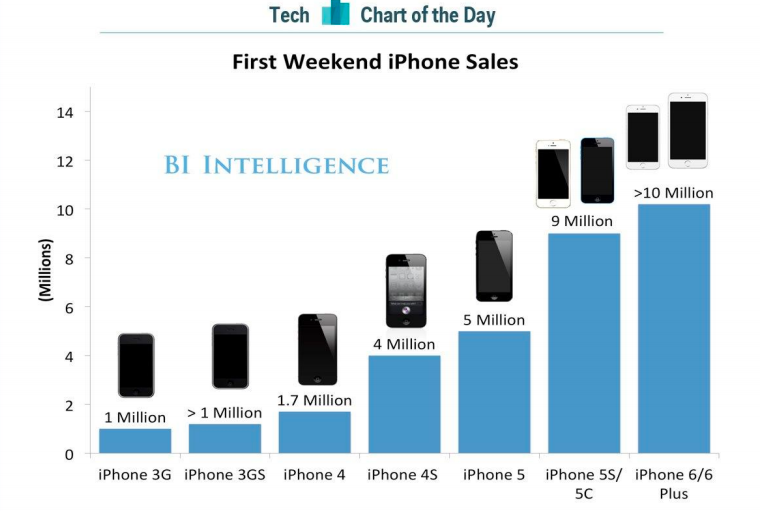 Tech Chart of the Day
First Weekend iPhone Sales
BI INTELLIGENCE
(Millions)
14
12
10
8
6
4
2
0
1 Million
> 1 Million
1.7 Million
4 Million
5 Million
9 Million
>10 Million
iPhone 3G
iPhone 3GS
iPhone 4
iPhone 4S
iPhone 5
iPhone 5S/
5C
iPhone 6/6
Plus